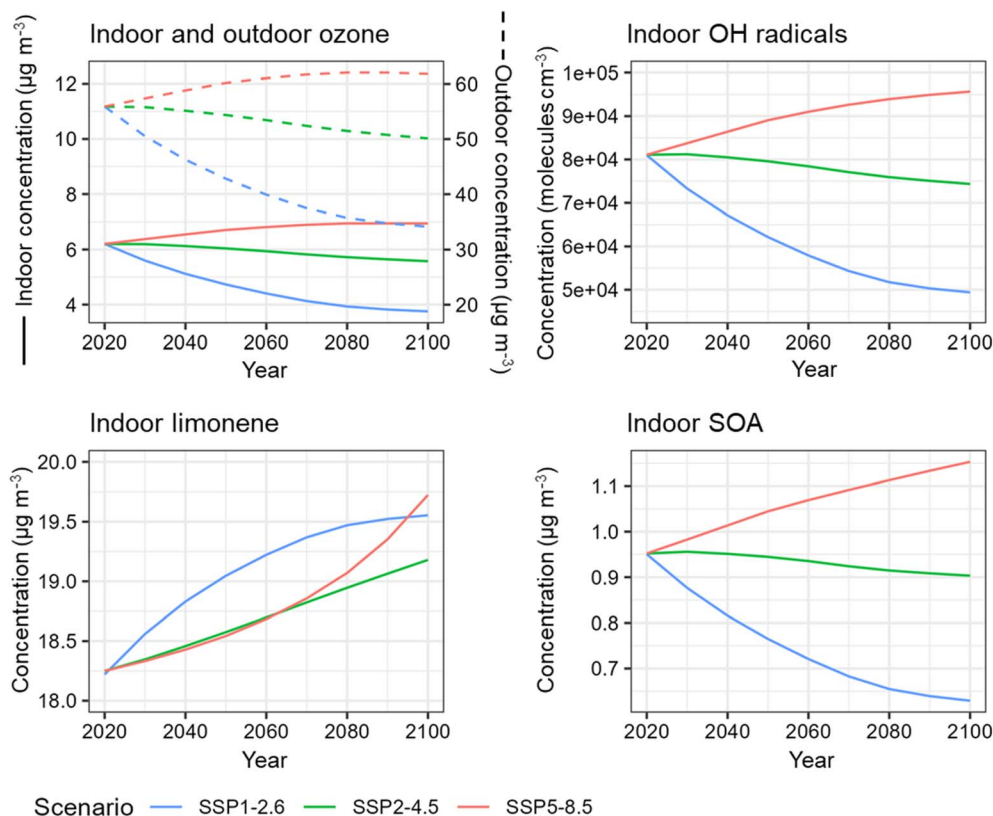 Indoor and outdoor ozone
Indoor concentration (µg m⁻³)
12
10
8
6
4
60
50
40
30
20
Outdoor concentration (µg m⁻³)
2020 2040 2060 2080 2100
Year
Indoor OH radicals
Concentration (molecules cm⁻³)
1e+05
9e+04
8e+04
7e+04
6e+04
5e+04
2020 2040 2060 2080 2100
Year
Indoor limonene
Concentration (µg m⁻³)
20.0
19.5
19.0
18.5
18.0
2020 2040 2060 2080 2100
Year
Indoor SOA
Concentration (µg m⁻³)
1.1
1.0
0.9
0.8
0.7
2020 2040 2060 2080 2100
Year
Scenario SSP1-2.6 SSP2-4.5 SSP5-8.5